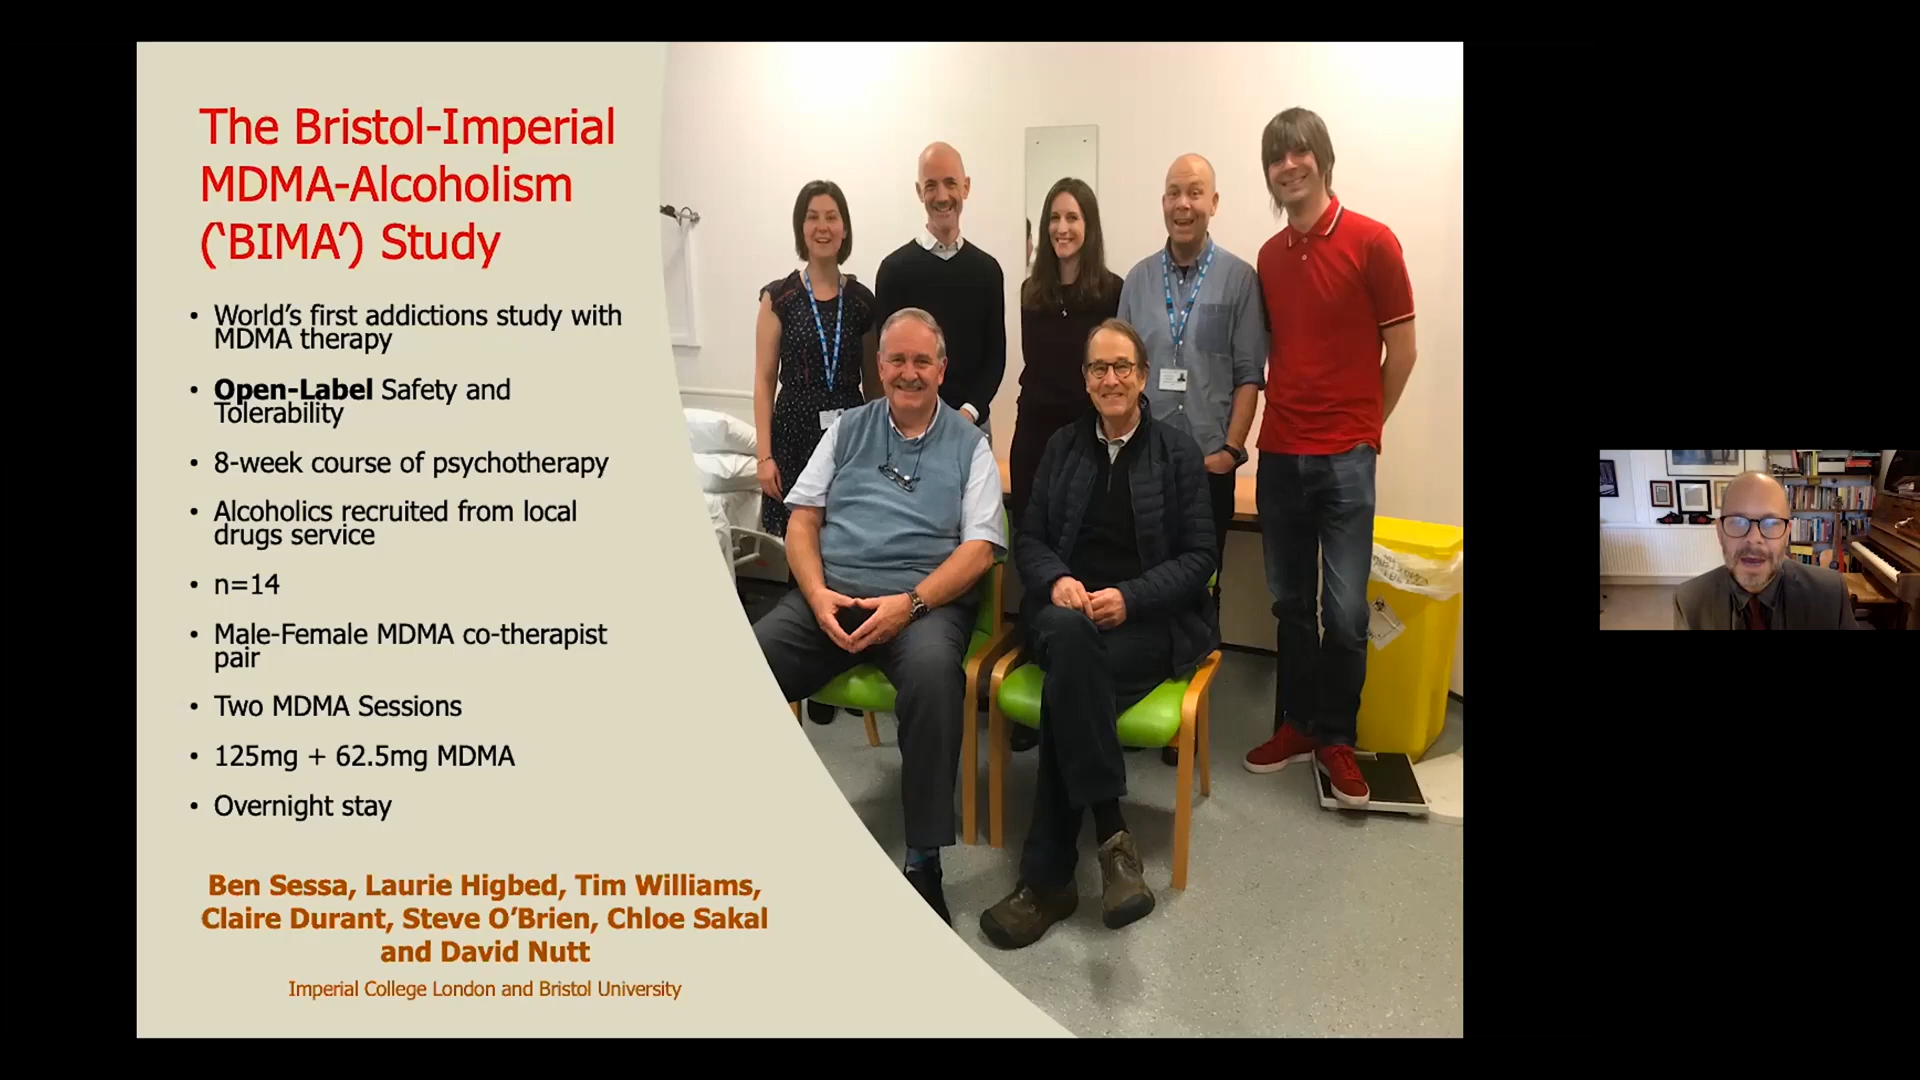 The Bristol-Imperial
MDMA-Alcoholism
(‘BIMA’) Study
• World’s first addictions study with
MDMA therapy
• Open-Label Safety and
Tolerability
• 8-week course of psychotherapy
• Alcoholics recruited from local
drugs service
• n=14
• Male-Female MDMA co-therapist
pair
• Two MDMA Sessions
• 125mg + 62.5mg MDMA
• Overnight stay
Ben Sessa, Laurie Higbed, Tim Williams,
Claire Durant, Steve O’Brien, Chloe Sakal
and David Nutt
Imperial College London and Bristol University